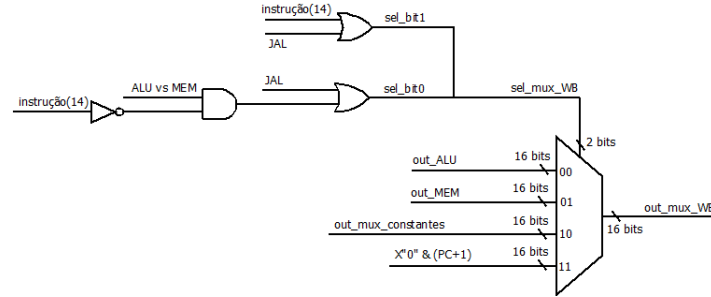 instrução(14)
sel_bit1
JAL
JAL
ALU vs MEM
instrução(14)
sel_bit0
sel_mux_WB
2 bits
out_ALU
16 bits
00
out_MEM
16 bits
01
out_mux_constantes
16 bits
10
out_mux_WB
16 bits
X"0" & (PC+1)
16 bits
11